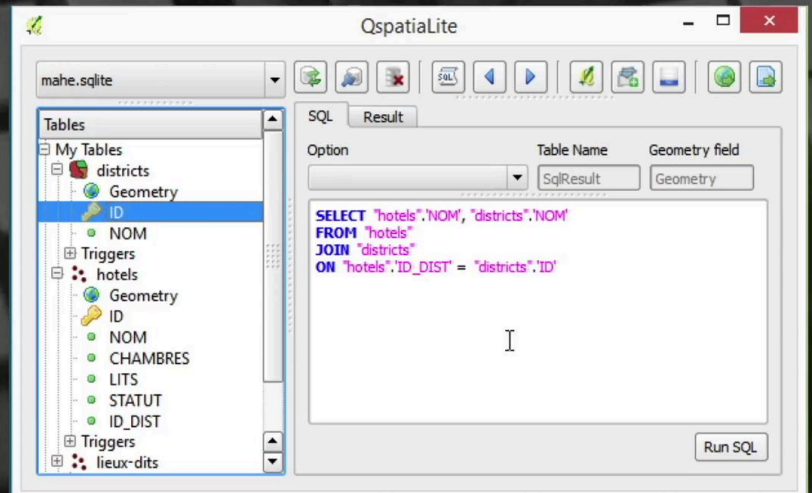 QspatiaLite
mahe.sqlite
SQL
Tables
My Tables
districts
Geometry
ID
NOM
Triggers
hotels
Geometry
ID
NOM
CHAMBRES
LITS
STATUT
ID_DIST
Triggers
lieux-dits
SQL Result
Option Table Name Geometry field
SqlResult Geometry
SELECT "hotels".'NOM', "districts".'NOM'
FROM "hotels"
JOIN "districts"
ON "hotels".'ID_DIST' = "districts".'ID'
Run SQL